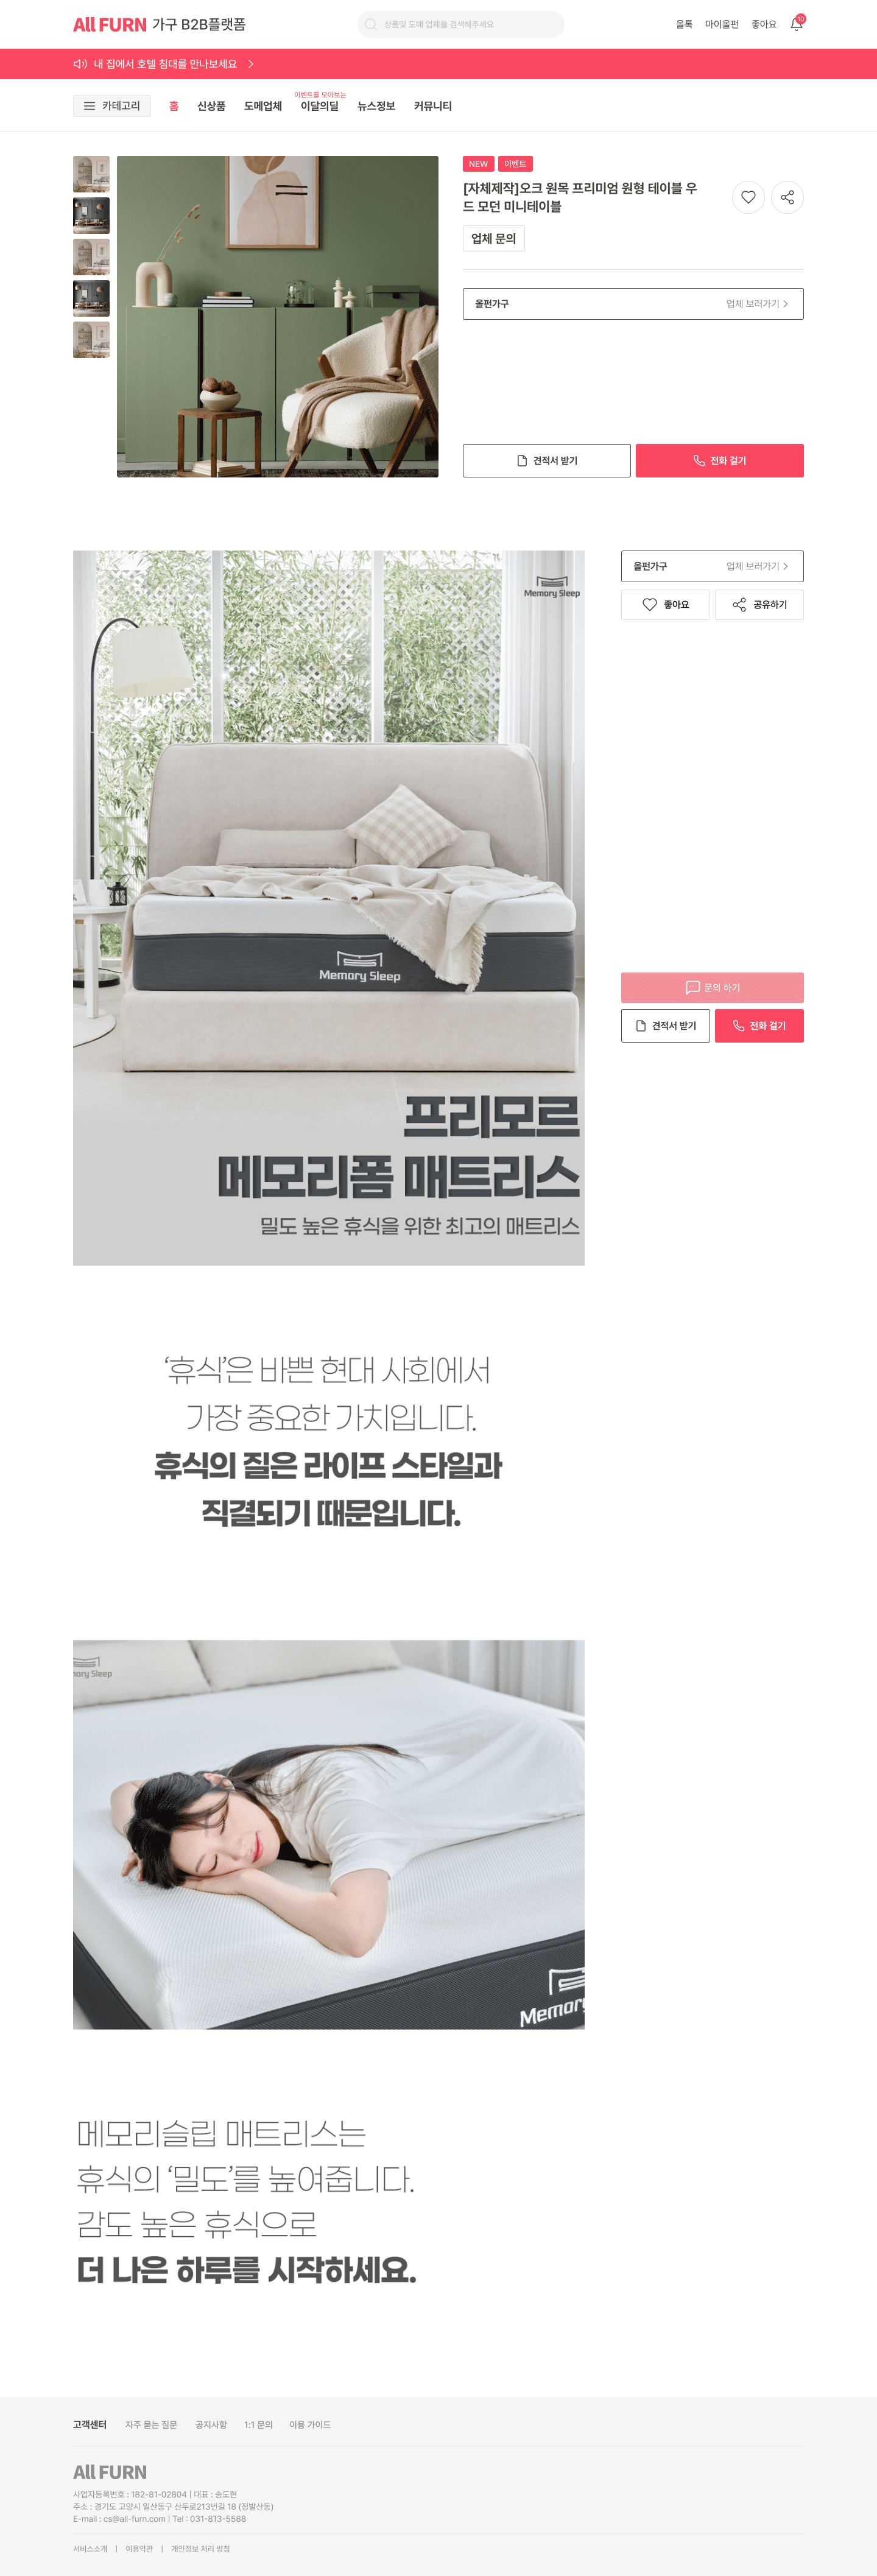 All FURN 가구 B2B플랫폼
상품및 도매 업체를 검색해주세요
올톡 마이올펀 좋아요 10
내 집에서 호텔 침대를 만나보세요
이벤트를 모아보는
카테고리 홈 신상품 도메업체 이달의딜 뉴스정보 커뮤니티
NEW 이벤트
[자체제작]오크 원목 프리미엄 원형 테이블 우
드 모던 미니테이블
업체 문의
올펀가구 업체 보러가기
견적서 받기 전화 걸기
올펀가구 업체 보러가기
좋아요 공유하기
Memory Sleep
Memory Sleep
문의 하기
견적서 받기 전화 걸기
프리모르
메모리폼 매트리스
밀도 높은 휴식을 위한 최고의 매트리스
‘휴식’은 바쁜 현대 사회에서
가장 중요한 가치입니다.
휴식의 질은 라이프 스타일과
직결되기 때문입니다.
mory Sleep
Memory
메모리슬립 매트리스는
휴식의 ‘밀도’를 높여줍니다.
감도 높은 휴식으로
더 나은 하루를 시작하세요.
고객센터 자주 묻는 질문 공지사항 1:1 문의 이용 가이드
All FURN
사업자등록번호 : 182-81-02804 | 대표 : 송도현
주소 : 경기도 고양시 일산동구 산두로213번길 18 (정발산동)
E-mail : cs@all-furn.com | Tel : 031-813-5588
서비스소개 | 이용약관 | 개인정보 처리 방침